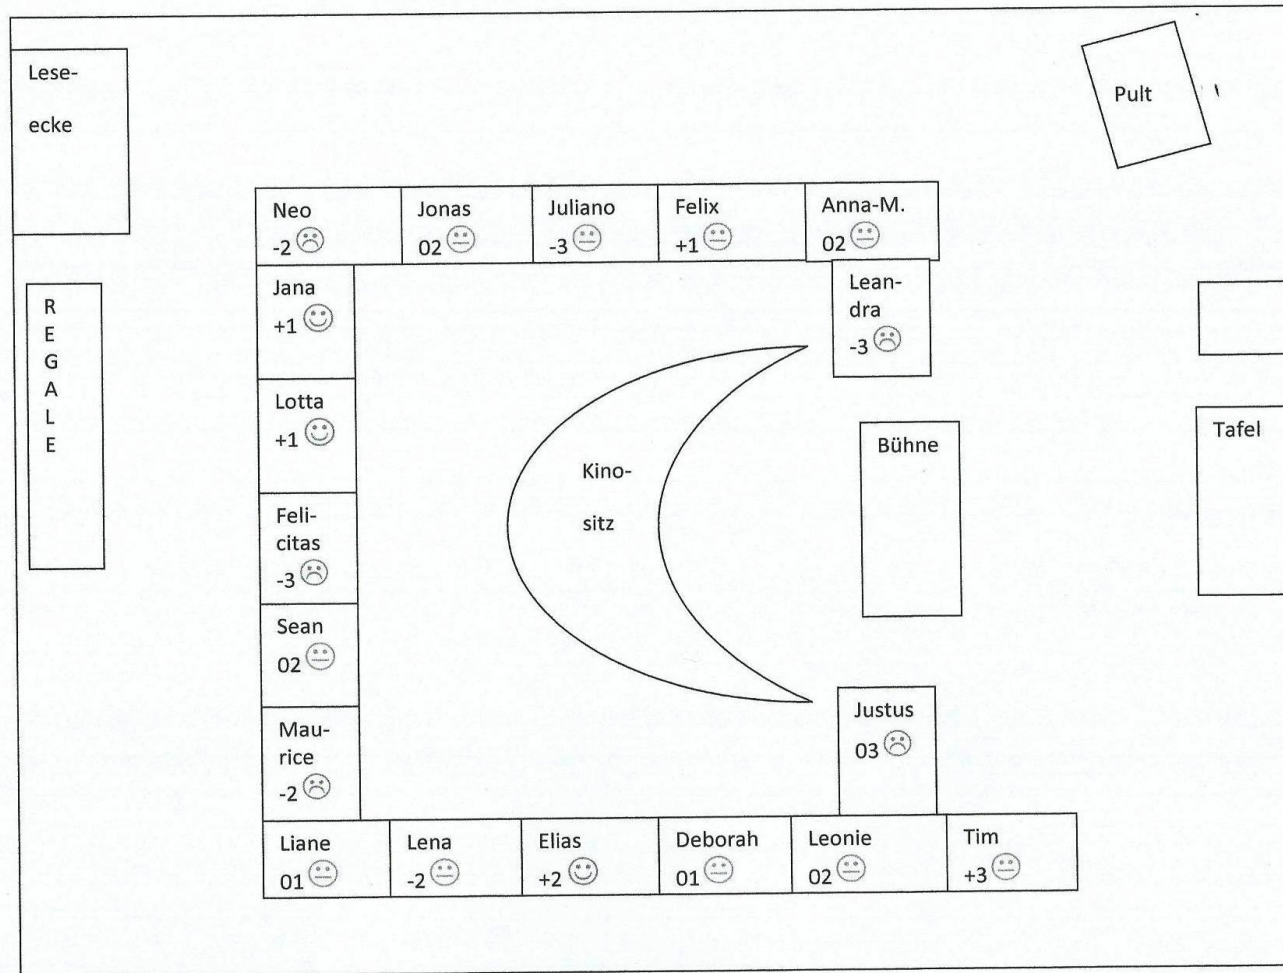 Lese-
ecke
Pult
Neo
-2
Jonas
02
Juliano
-3
Felix
+1
Anna-M.
02
R
E
G
A
L
E
Jana
+1
Lean-
dra
-3
Lotta
+1
Bühne
Tafel
Kino-
sitz
Feli-
citas
-3
Sean
02
Mau-
rice
-2
Justus
03
Liane
01
Lena
-2
Elias
+2
Deborah
01
Leonie
02
Tim
+3